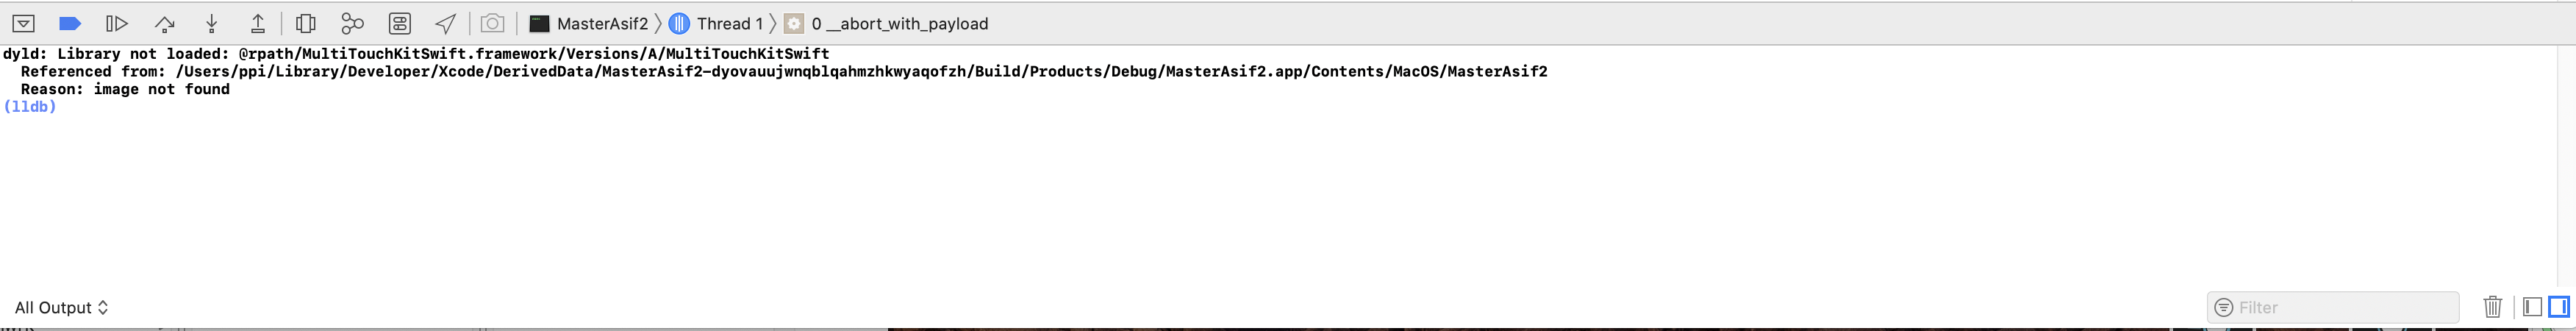 MasterAsif2 Thread 1 0 __abort_with_payload
dyld: Library not loaded: @rpath/MultiTouchKitSwift.framework/Versions/A/MultiTouchKitSwift
Referenced from: /Users/ppi/Library/Developer/Xcode/DerivedData/MasterAsif2-dyovauujwnqblqahmzhkwyaqofzh/Build/Products/Debug/MasterAsif2.app/Contents/MacOS/MasterAsif2
Reason: image not found
(lldb)
All Output
Filter